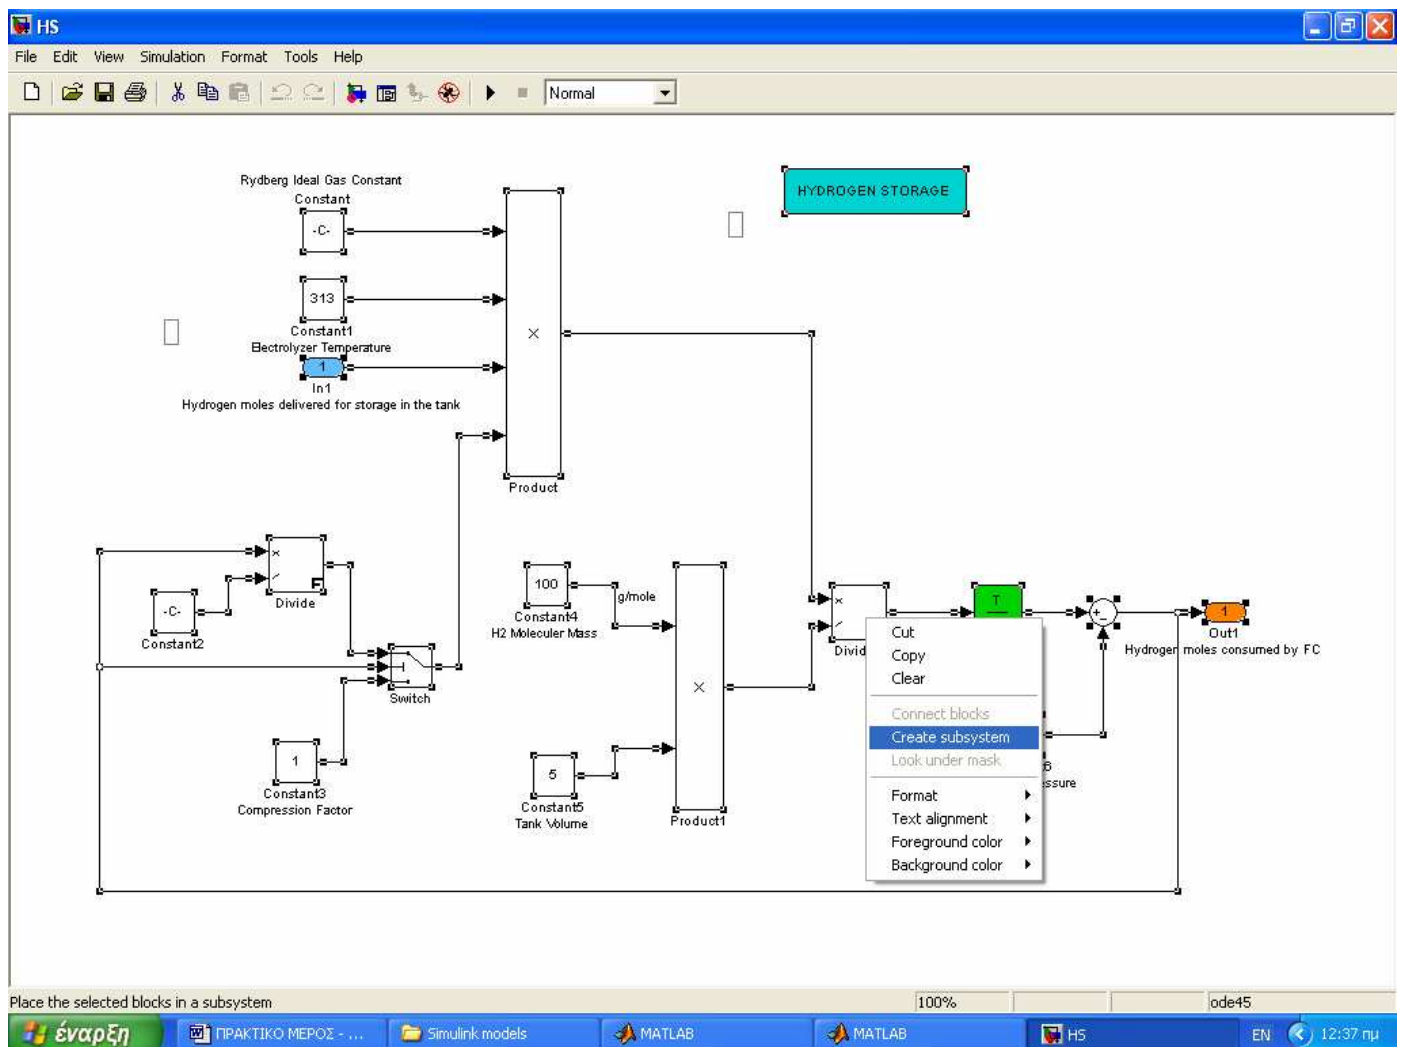 HS
File Edit View Simulation Format Tools Help
Normal
HYDROGEN STORAGE
Rydberg Ideal Gas Constant
Constant
-C-
313
Constant1
Electrolyzer Temperature
1
In1
Hydrogen moles delivered for storage in the tank
×
Product
×
Divide
-C-
Constant2
Switch
1
Constant3
Compression Factor
100
g/mole
Constant4
H2 Moleculer Mass
×
5
Constant5
Tank Volume
Product1
×
Divid
T
1
Out1
Hydrogen moles consumed by FC
6
essure
Cut
Copy
Clear
Connect blocks
Create subsystem
Look under mask
Format
Text alignment
Foreground color
Background color
Place the selected blocks in a subsystem 100% ode45
έναρξη ΠΡΑΚΤΙΚΟ ΜΕΡΟΣ - ... Simulink models MATLAB MATLAB HS EN 12:37 πμ